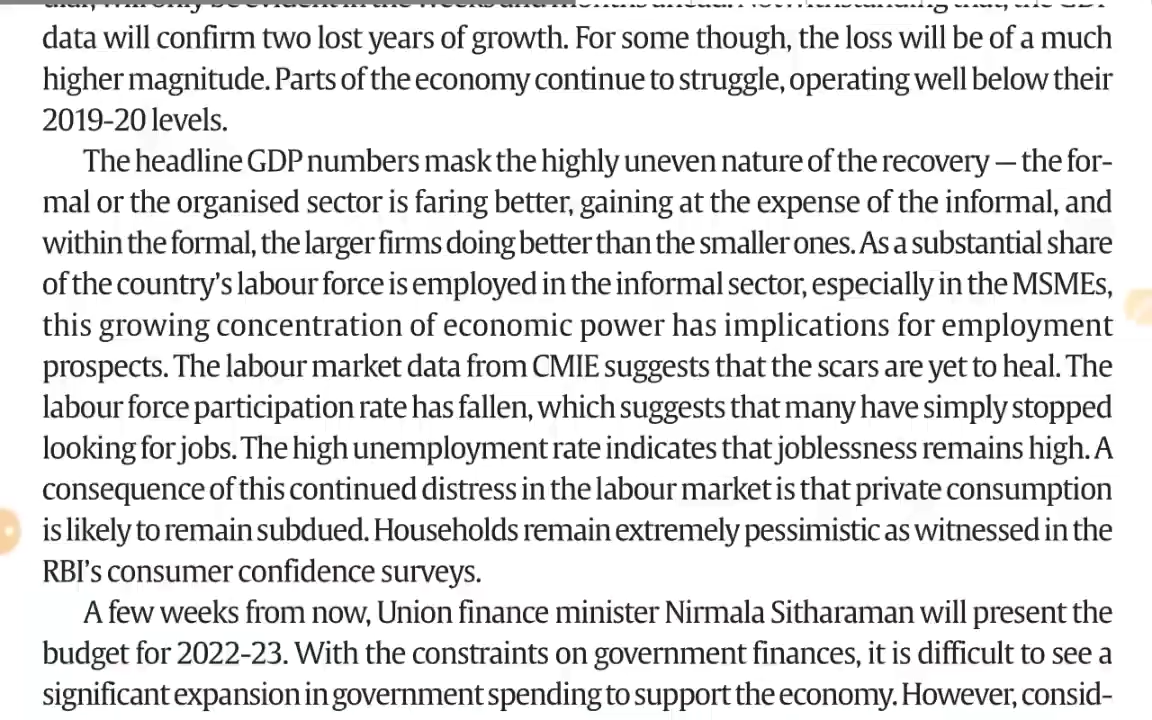 data will confirm two lost years of growth. For some though, the loss will be of a much
higher magnitude. Parts of the economy continue to struggle, operating well below their
2019-20 levels.
The headline GDP numbers mask the highly uneven nature of the recovery — the for-
mal or the organised sector is faring better, gaining at the expense of the informal, and
within the formal, the larger firms doing better than the smaller ones. As a substantial share
of the country's labour force is employed in the informal sector, especially in the MSMEs,
this growing concentration of economic power has implications for employment
prospects. The labour market data from CMIE suggests that the scars are yet to heal. The
labour force participation rate has fallen, which suggests that many have simply stopped
looking for jobs. The high unemployment rate indicates that joblessness remains high. A
consequence of this continued distress in the labour market is that private consumption
is likely to remain subdued. Households remain extremely pessimistic as witnessed in the
RBI's consumer confidence surveys.
A few weeks from now, Union finance minister Nirmala Sitharaman will present the
budget for 2022-23. With the constraints on government finances, it is difficult to see a
significant expansion in government spending to support the economy. However, consid-